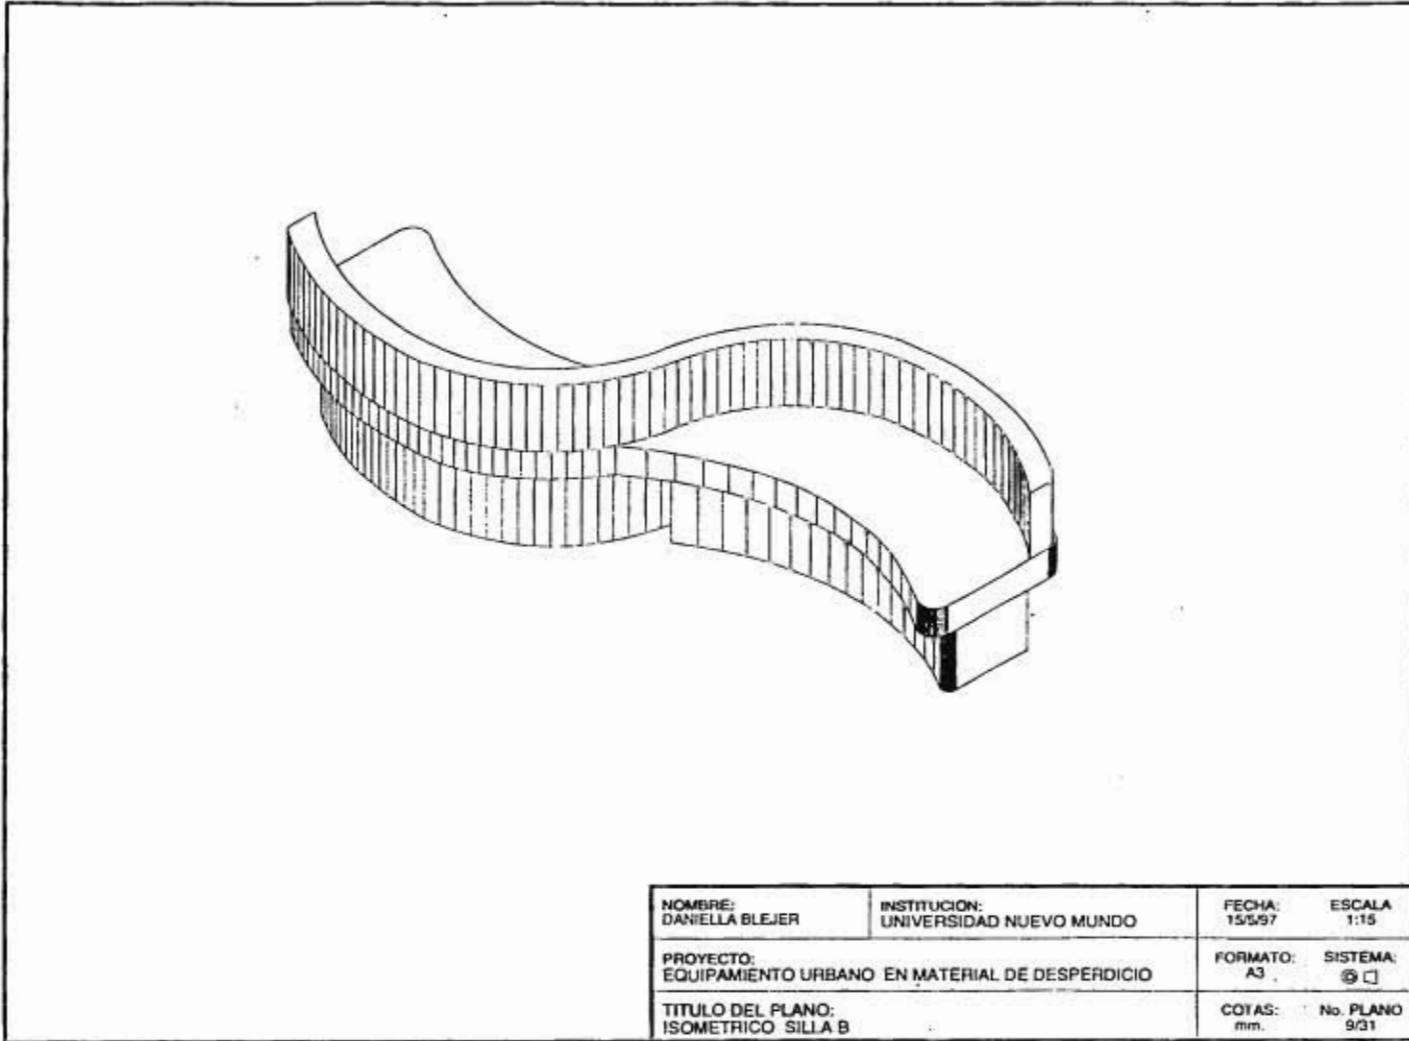 NOMBRE:
DANIELLA BLEJER
INSTITUCION:
UNIVERSIDAD NUEVO MUNDO
FECHA:
15/5/97
ESCALA
1:15
PROYECTO:
EQUIPAMIENTO URBANO EN MATERIAL DE DESPERDICIO
FORMATO:
A3
SISTEMA:
TITULO DEL PLANO:
ISOMETRICO SILLA B
COTAS:
mm.
No. PLANO
9/31